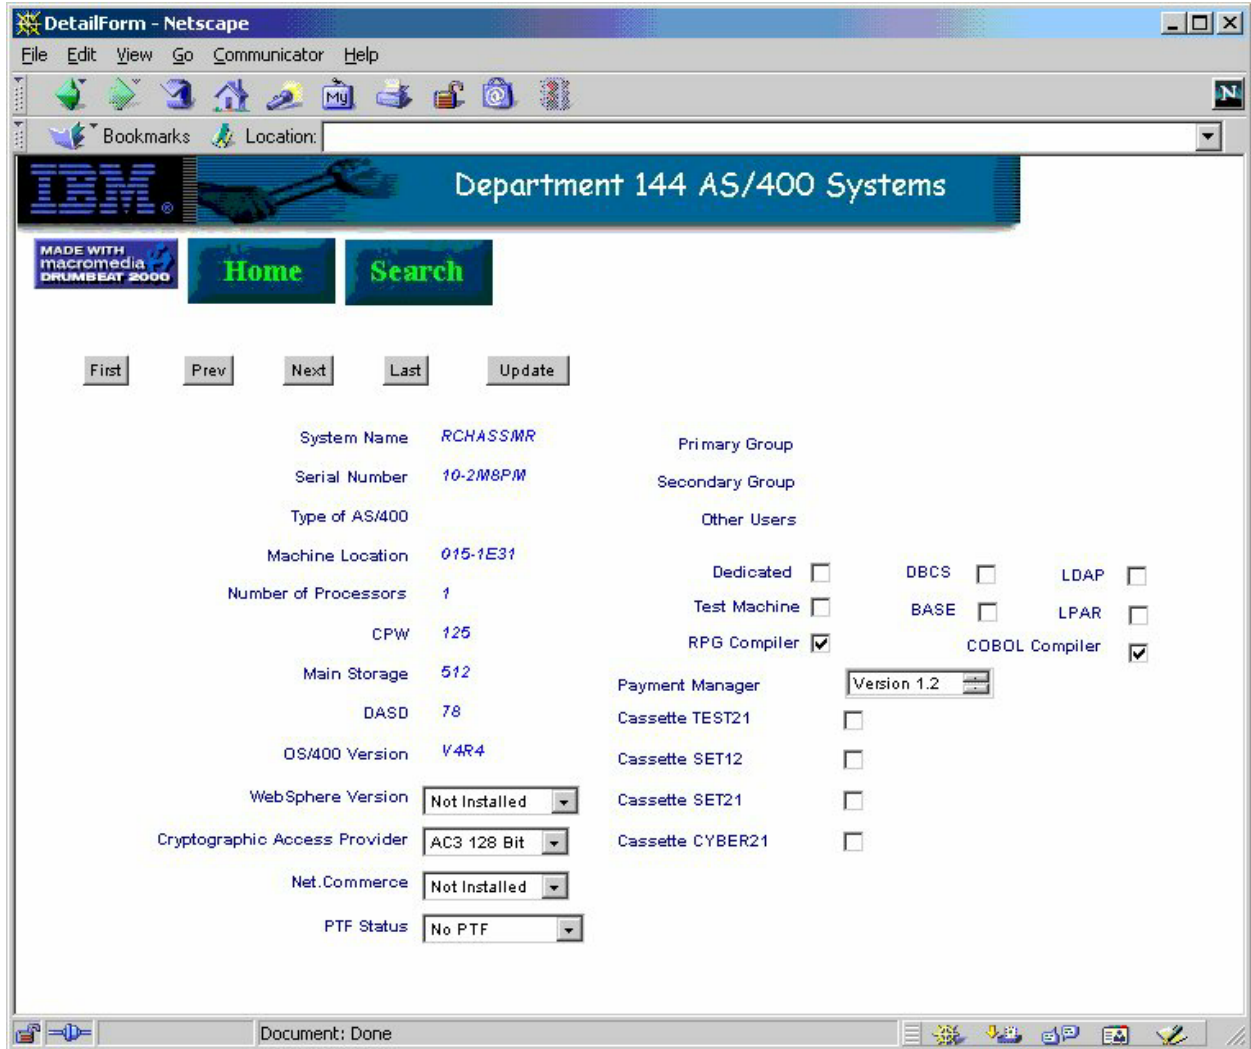 DetailForm - Netscape
File Edit View Go Communicator Help
My
N
Bookmarks Location:
IBM® Department 144 AS/400 Systems
MADE WITH
macromedia
DRUMBEAT 2000
Home Search
First Prev Next Last Update
System Name RCHASSMR
Serial Number 10-2M8PM
Type of AS/400
Machine Location 015-1E31
Number of Processors 1
CPW 125
Main Storage 512
DASD 78
OS/400 Version V4R4
WebSphere Version Not Installed
Cryptographic Access Provider AC3 128 Bit
Net.Commerce Not Installed
PTF Status No PTF
Primary Group
Secondary Group
Other Users
Dedicated DBCS LDAP
Test Machine BASE LPAR
RPG Compiler COBOL Compiler
Payment Manager Version 1.2
Cassette TEST21
Cassette SET12
Cassette SET21
Cassette CYBER21
Document: Done